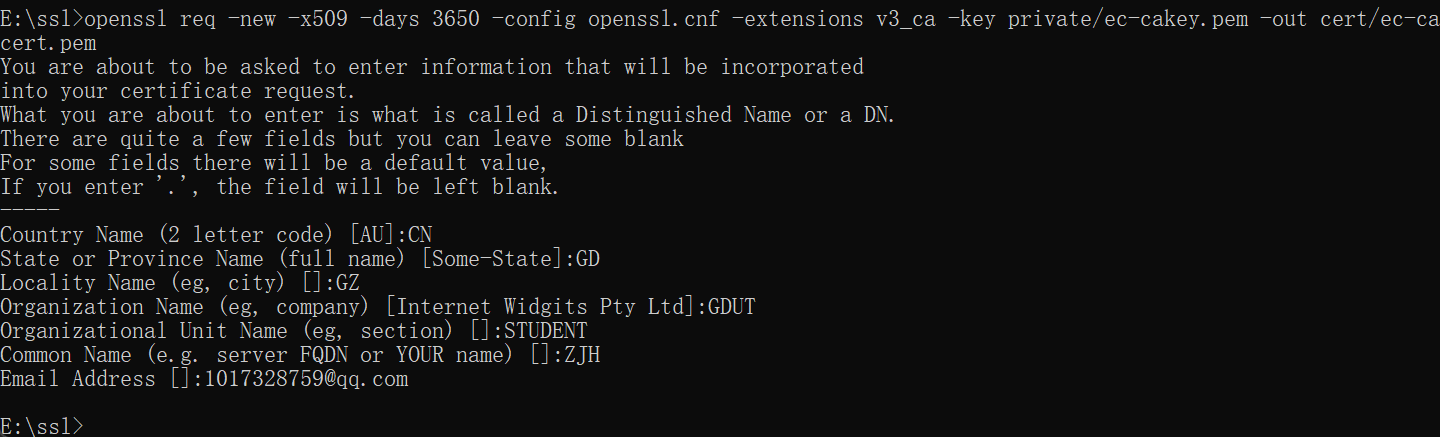 E:\ssl>openssl req -new -x509 -days 3650 -config openssl.cnf -extensions v3_ca -key private/ec-cakey.pem -out cert/ec-ca
cert.pem
You are about to be asked to enter information that will be incorporated
into your certificate request.
What you are about to enter is what is called a Distinguished Name or a DN.
There are quite a few fields but you can leave some blank
For some fields there will be a default value,
If you enter '.', the field will be left blank.
-----
Country Name (2 letter code) [AU]:CN
State or Province Name (full name) [Some-State]:GD
Locality Name (eg, city) []:GZ
Organization Name (eg, company) [Internet Widgits Pty Ltd]:GDUT
Organizational Unit Name (eg, section) []:STUDENT
Common Name (e.g. server FQDN or YOUR name) []:ZJH
Email Address []:1017328759@qq.com
E:\ssl>